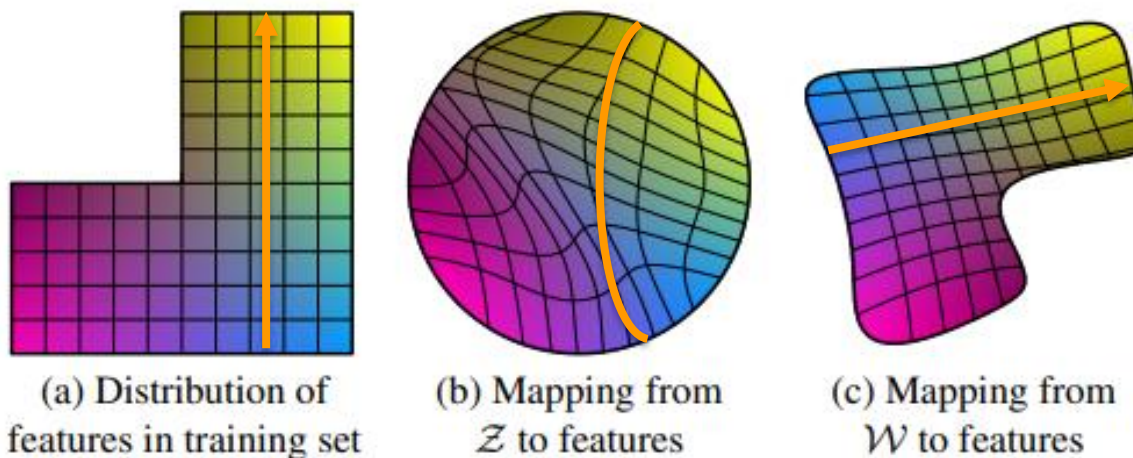 (a) Distribution of
features in training set
(b) Mapping from
𝒵 to features
(c) Mapping from
𝒲 to features